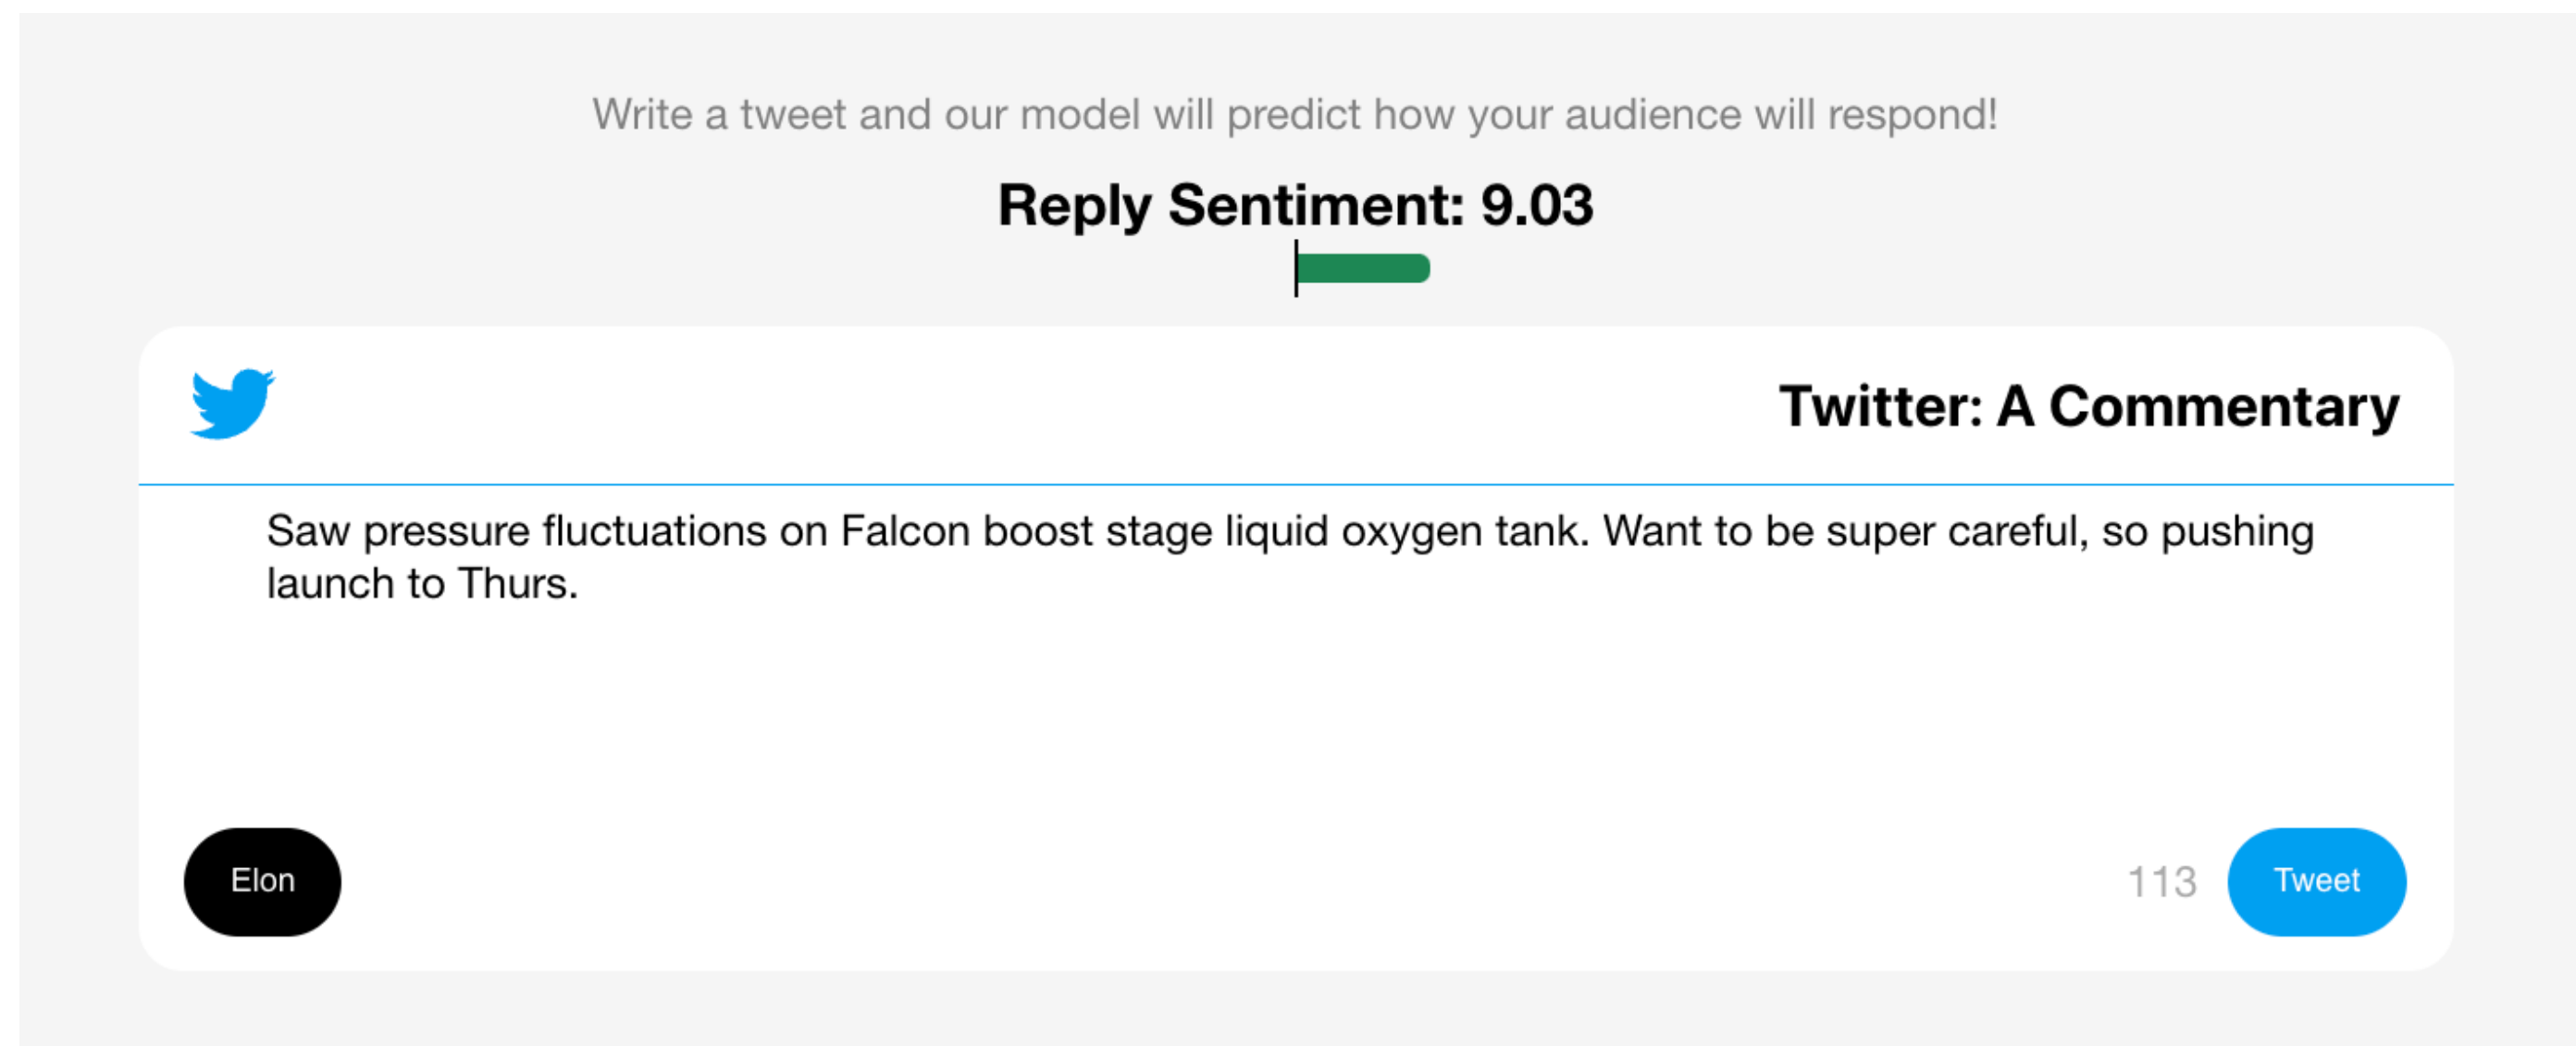 Write a tweet and our model will predict how your audience will respond!
Reply Sentiment: 9.03
Twitter: A Commentary
Saw pressure fluctuations on Falcon boost stage liquid oxygen tank. Want to be super careful, so pushing
launch to Thurs.
Elon
113
Tweet